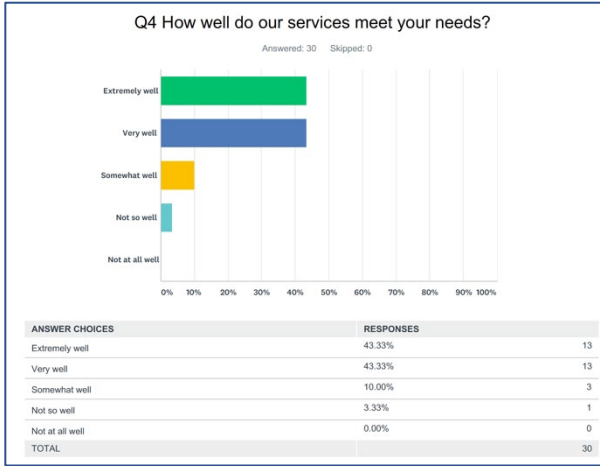 Q4 How well do our services meet your needs?
Answered: 30 Skipped: 0
Extremely well
Very well
Somewhat well
Not so well
Not at all well
0% 10% 20% 30% 40% 50% 60% 70% 80% 90% 100%
ANSWER CHOICES RESPONSES
Extremely well 43.33% 13
Very well 43.33% 13
Somewhat well 10.00% 3
Not so well 3.33% 1
Not at all well 0.00% 0
TOTAL 30